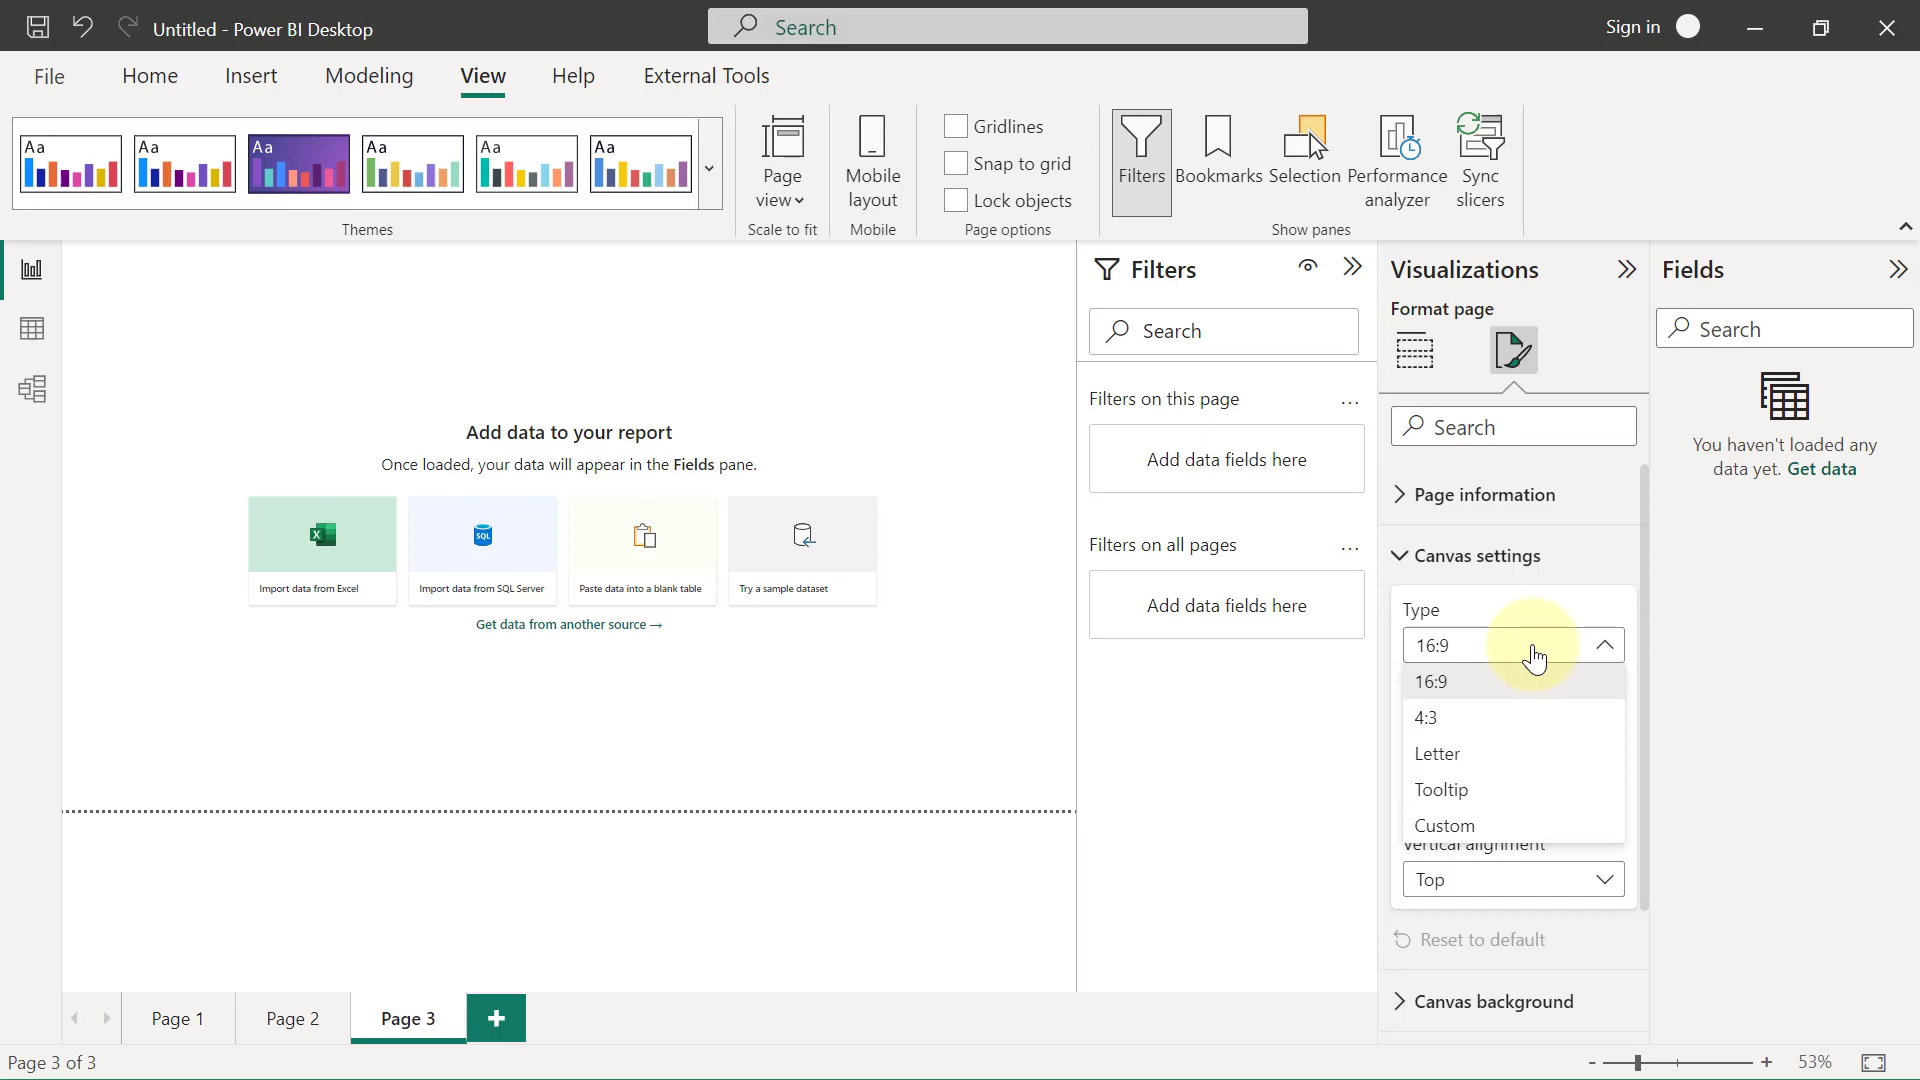 Untitled - Power BI Desktop
Search
Sign in
File
Home
Insert
Modeling
View
Help
External Tools
Aa
Aa
Aa
Aa
Aa
Aa
Themes
Page
view
Scale to fit
Mobile
layout
Mobile
Gridlines
Snap to grid
Lock objects
Page options
Filters
Bookmarks
Selection
Performance
analyzer
Sync
slicers
Show panes
Add data to your report
Once loaded, your data will appear in the Fields pane.
X
SQL
Import data from Excel
Import data from SQL Server
Paste data into a blank table
Try a sample dataset
Get data from another source →
Filters
Search
Filters on this page
...
Add data fields here
Filters on all pages
...
Add data fields here
Visualizations
Format page
Search
Page information
Canvas settings
Type
16:9
16:9
4:3
Letter
Tooltip
Custom
Vertical alignment
Top
Reset to default
Canvas background
Fields
Search
You haven't loaded any
data yet. Get data
Page 1
Page 2
Page 3
+
Page 3 of 3
-
+
53%